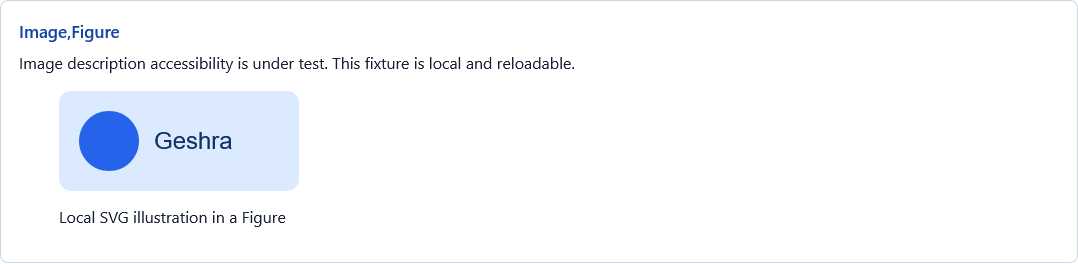 Image,Figure
Image description accessibility is under test. This fixture is local and reloadable.
Geshra
Local SVG illustration in a Figure